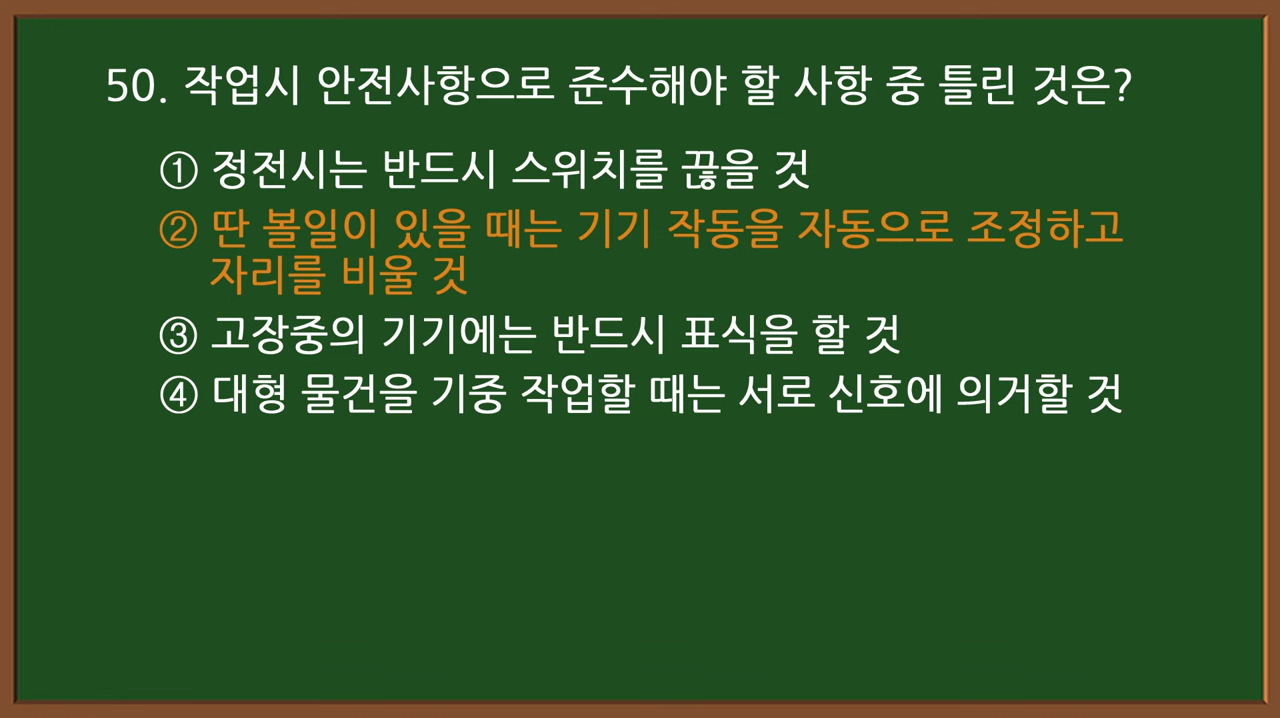 50. 작업시 안전사항으로 준수해야 할 사항 중 틀린 것은?
① 정전시는 반드시 스위치를 끊을 것
② 딴 볼일이 있을 때는 기기 작동을 자동으로 조정하고
자리를 비울 것
③ 고장중의 기기에는 반드시 표식을 할 것
④ 대형 물건을 기중 작업할 때는 서로 신호에 의거할 것